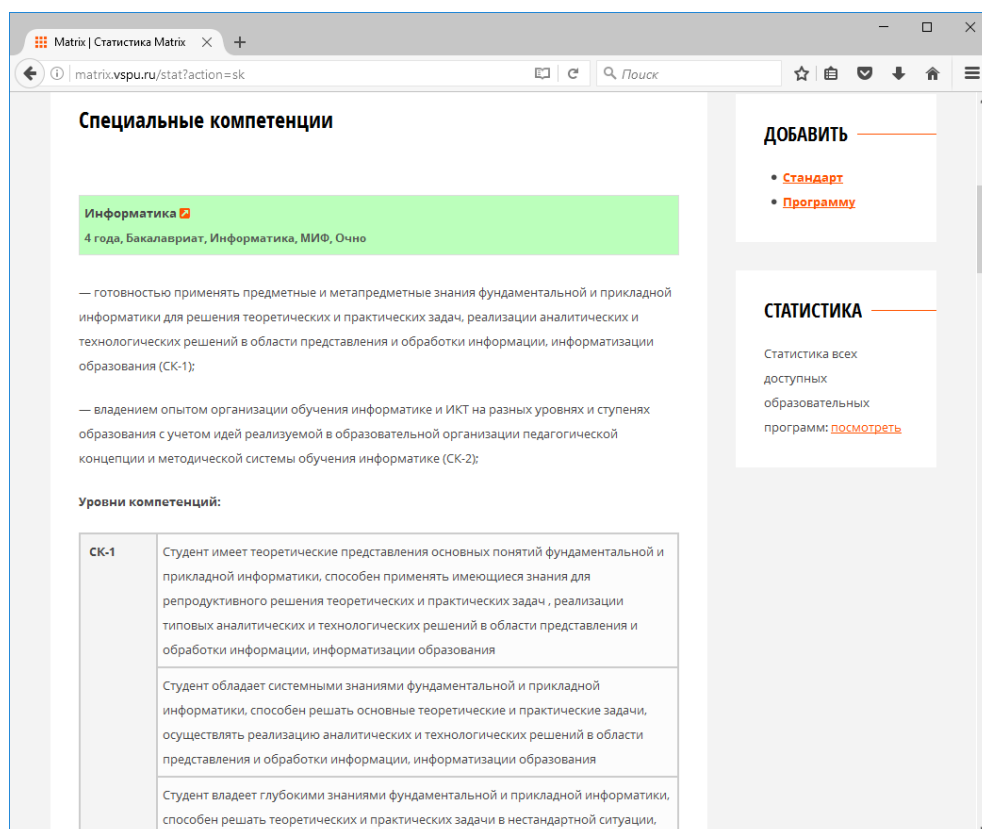 Matrix | Статистика Matrix
matrix.vspu.ru/stat?action=sk
Поиск
Специальные компетенции
Информатика
4 года, Бакалавриат, Информатика, МИФ, Очно
— готовностью применять предметные и метапредметные знания фундаментальной и прикладной
информатики для решения теоретических и практических задач, реализации аналитических и
технологических решений в области представления и обработки информации, информатизации
образования (СК-1);
— владением опытом организации обучения информатике и ИКТ на разных уровнях и ступенях
образования с учетом идей реализуемой в образовательной организации педагогической
концепции и методической системы обучения информатике (СК-2);
Уровни компетенций:
СК-1
Студент имеет теоретические представления основных понятий фундаментальной и
прикладной информатики, способен применять имеющиеся знания для
репродуктивного решения теоретических и практических задач , реализации
типовых аналитических и технологических решений в области представления и
обработки информации, информатизации образования
Студент обладает системными знаниями фундаментальной и прикладной
информатики, способен решать основные теоретические и практические задачи,
осуществлять реализацию аналитических и технологических решений в области
представления и обработки информации, информатизации образования
Студент владеет глубокими знаниями фундаментальной и прикладной информатики,
способен решать теоретических и практических задачи в нестандартной ситуации,
ДОБАВИТЬ
Стандарт
Программу
СТАТИСТИКА
Статистика всех
доступных
образовательных
программ: посмотреть